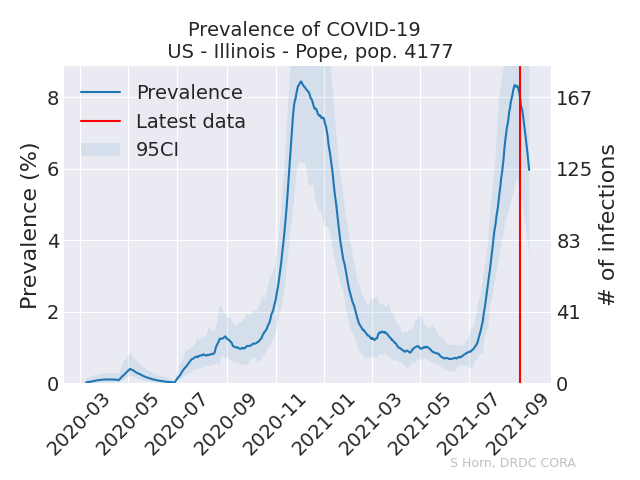 Prevalence of COVID-19
US - Illinois - Pope, pop. 4177
Prevalence
Latest data
95CI
Prevalence (%)
8
6
4
2
0
# of infections
167
125
83
41
0
2020-03
2020-05
2020-07
2020-09
2020-11
2021-01
2021-03
2021-05
2021-07
2021-09
S Horn, DRDC CORA